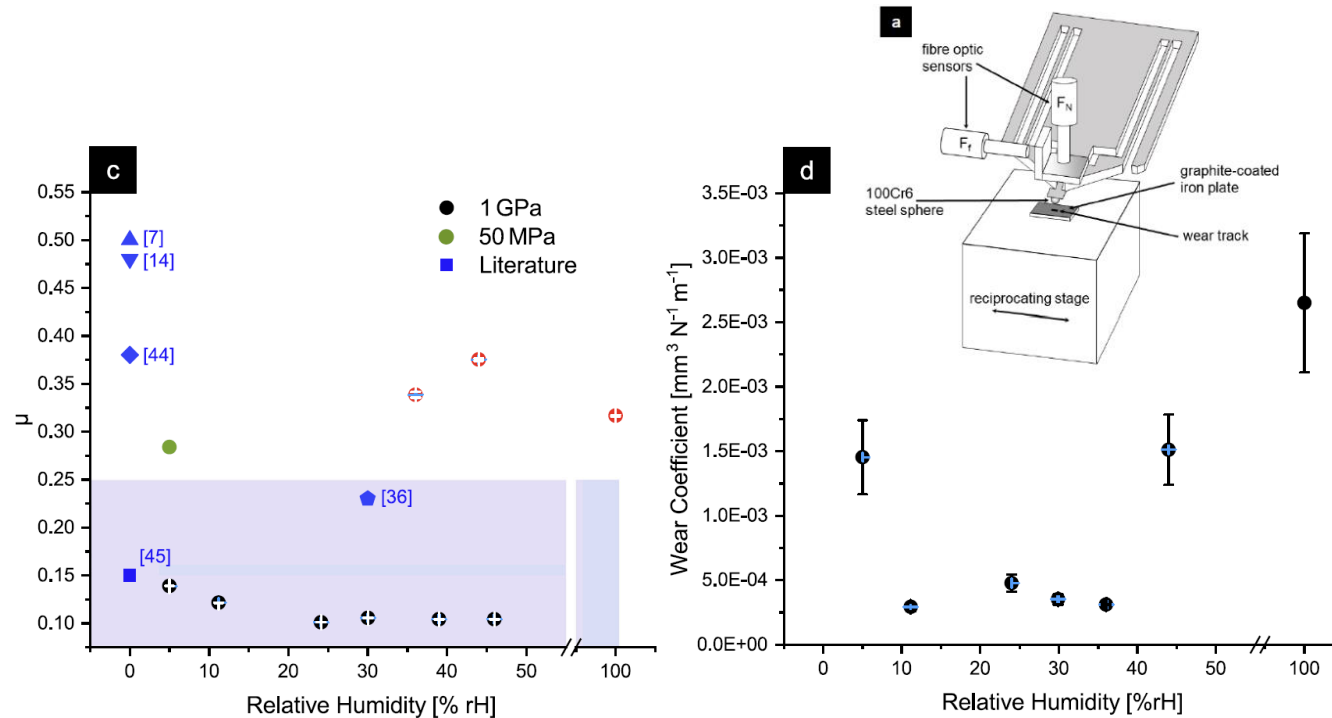 c
0.55
0.50
0.45
0.40
0.35
0.30
0.25
0.20
0.15
0.10
µ
[7]
[14]
[44]
[36]
[45]
1 GPa
50 MPa
Literature
0 10 20 30 40 50 100
Relative Humidity [% rH]
a
fibre optic
sensors
F_N
F_f
100Cr6
steel sphere
graphite-coated
iron plate
wear track
reciprocating stage
d
3.5E-03
3.0E-03
2.5E-03
2.0E-03
1.5E-03
1.0E-03
5.0E-04
0.0E+00
Wear Coefficient [mm³ N⁻¹ m⁻¹]
0 10 20 30 40 50 100
Relative Humidity [%rH]